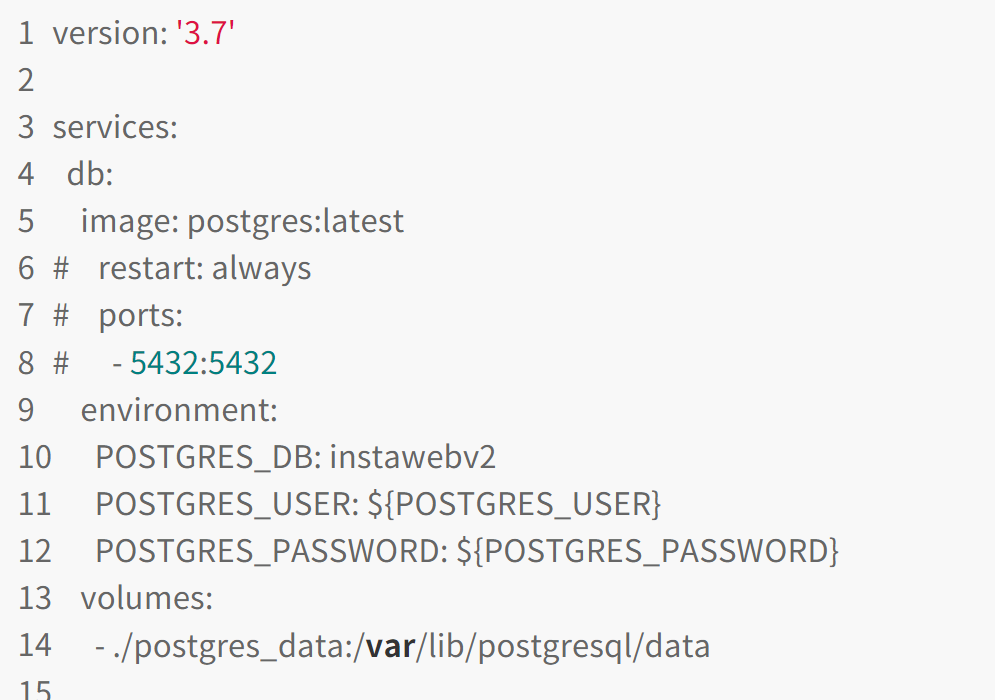 1 version: '3.7'
2
3 services:
4   db:
5     image: postgres:latest
6 #    restart: always
7 #    ports:
8 #      - 5432:5432
9     environment:
10      POSTGRES_DB: instawebv2
11      POSTGRES_USER: ${POSTGRES_USER}
12      POSTGRES_PASSWORD: ${POSTGRES_PASSWORD}
13    volumes:
14      - ./postgres_data:/var/lib/postgresql/data
15